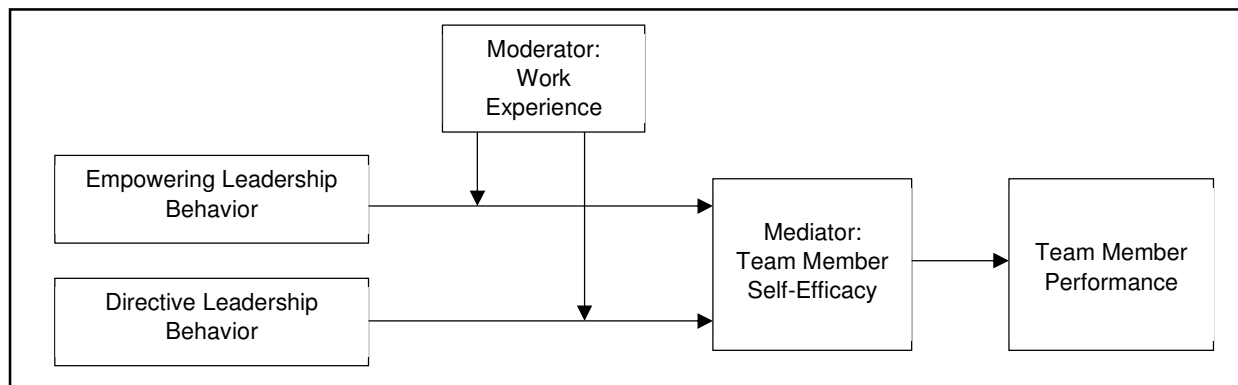 Moderator:
Work
Experience
Empowering Leadership
Behavior
Directive Leadership
Behavior
Mediator:
Team Member
Self-Efficacy
Team Member
Performance